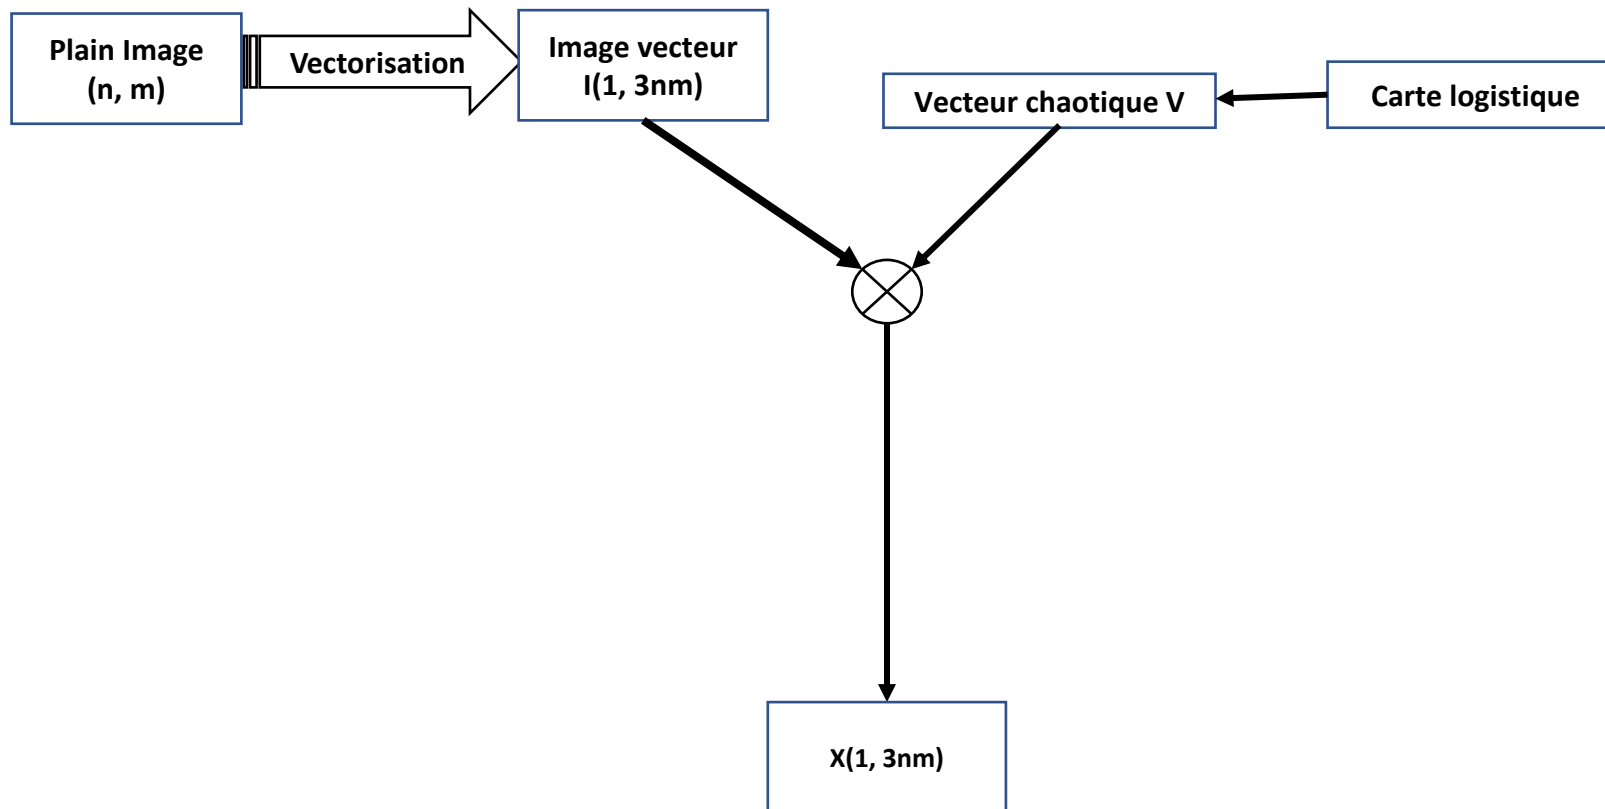 Plain Image
(n, m)
Vectorisation
Image vecteur
I(1, 3nm)
Vecteur chaotique V
Carte logistique
X(1, 3nm)